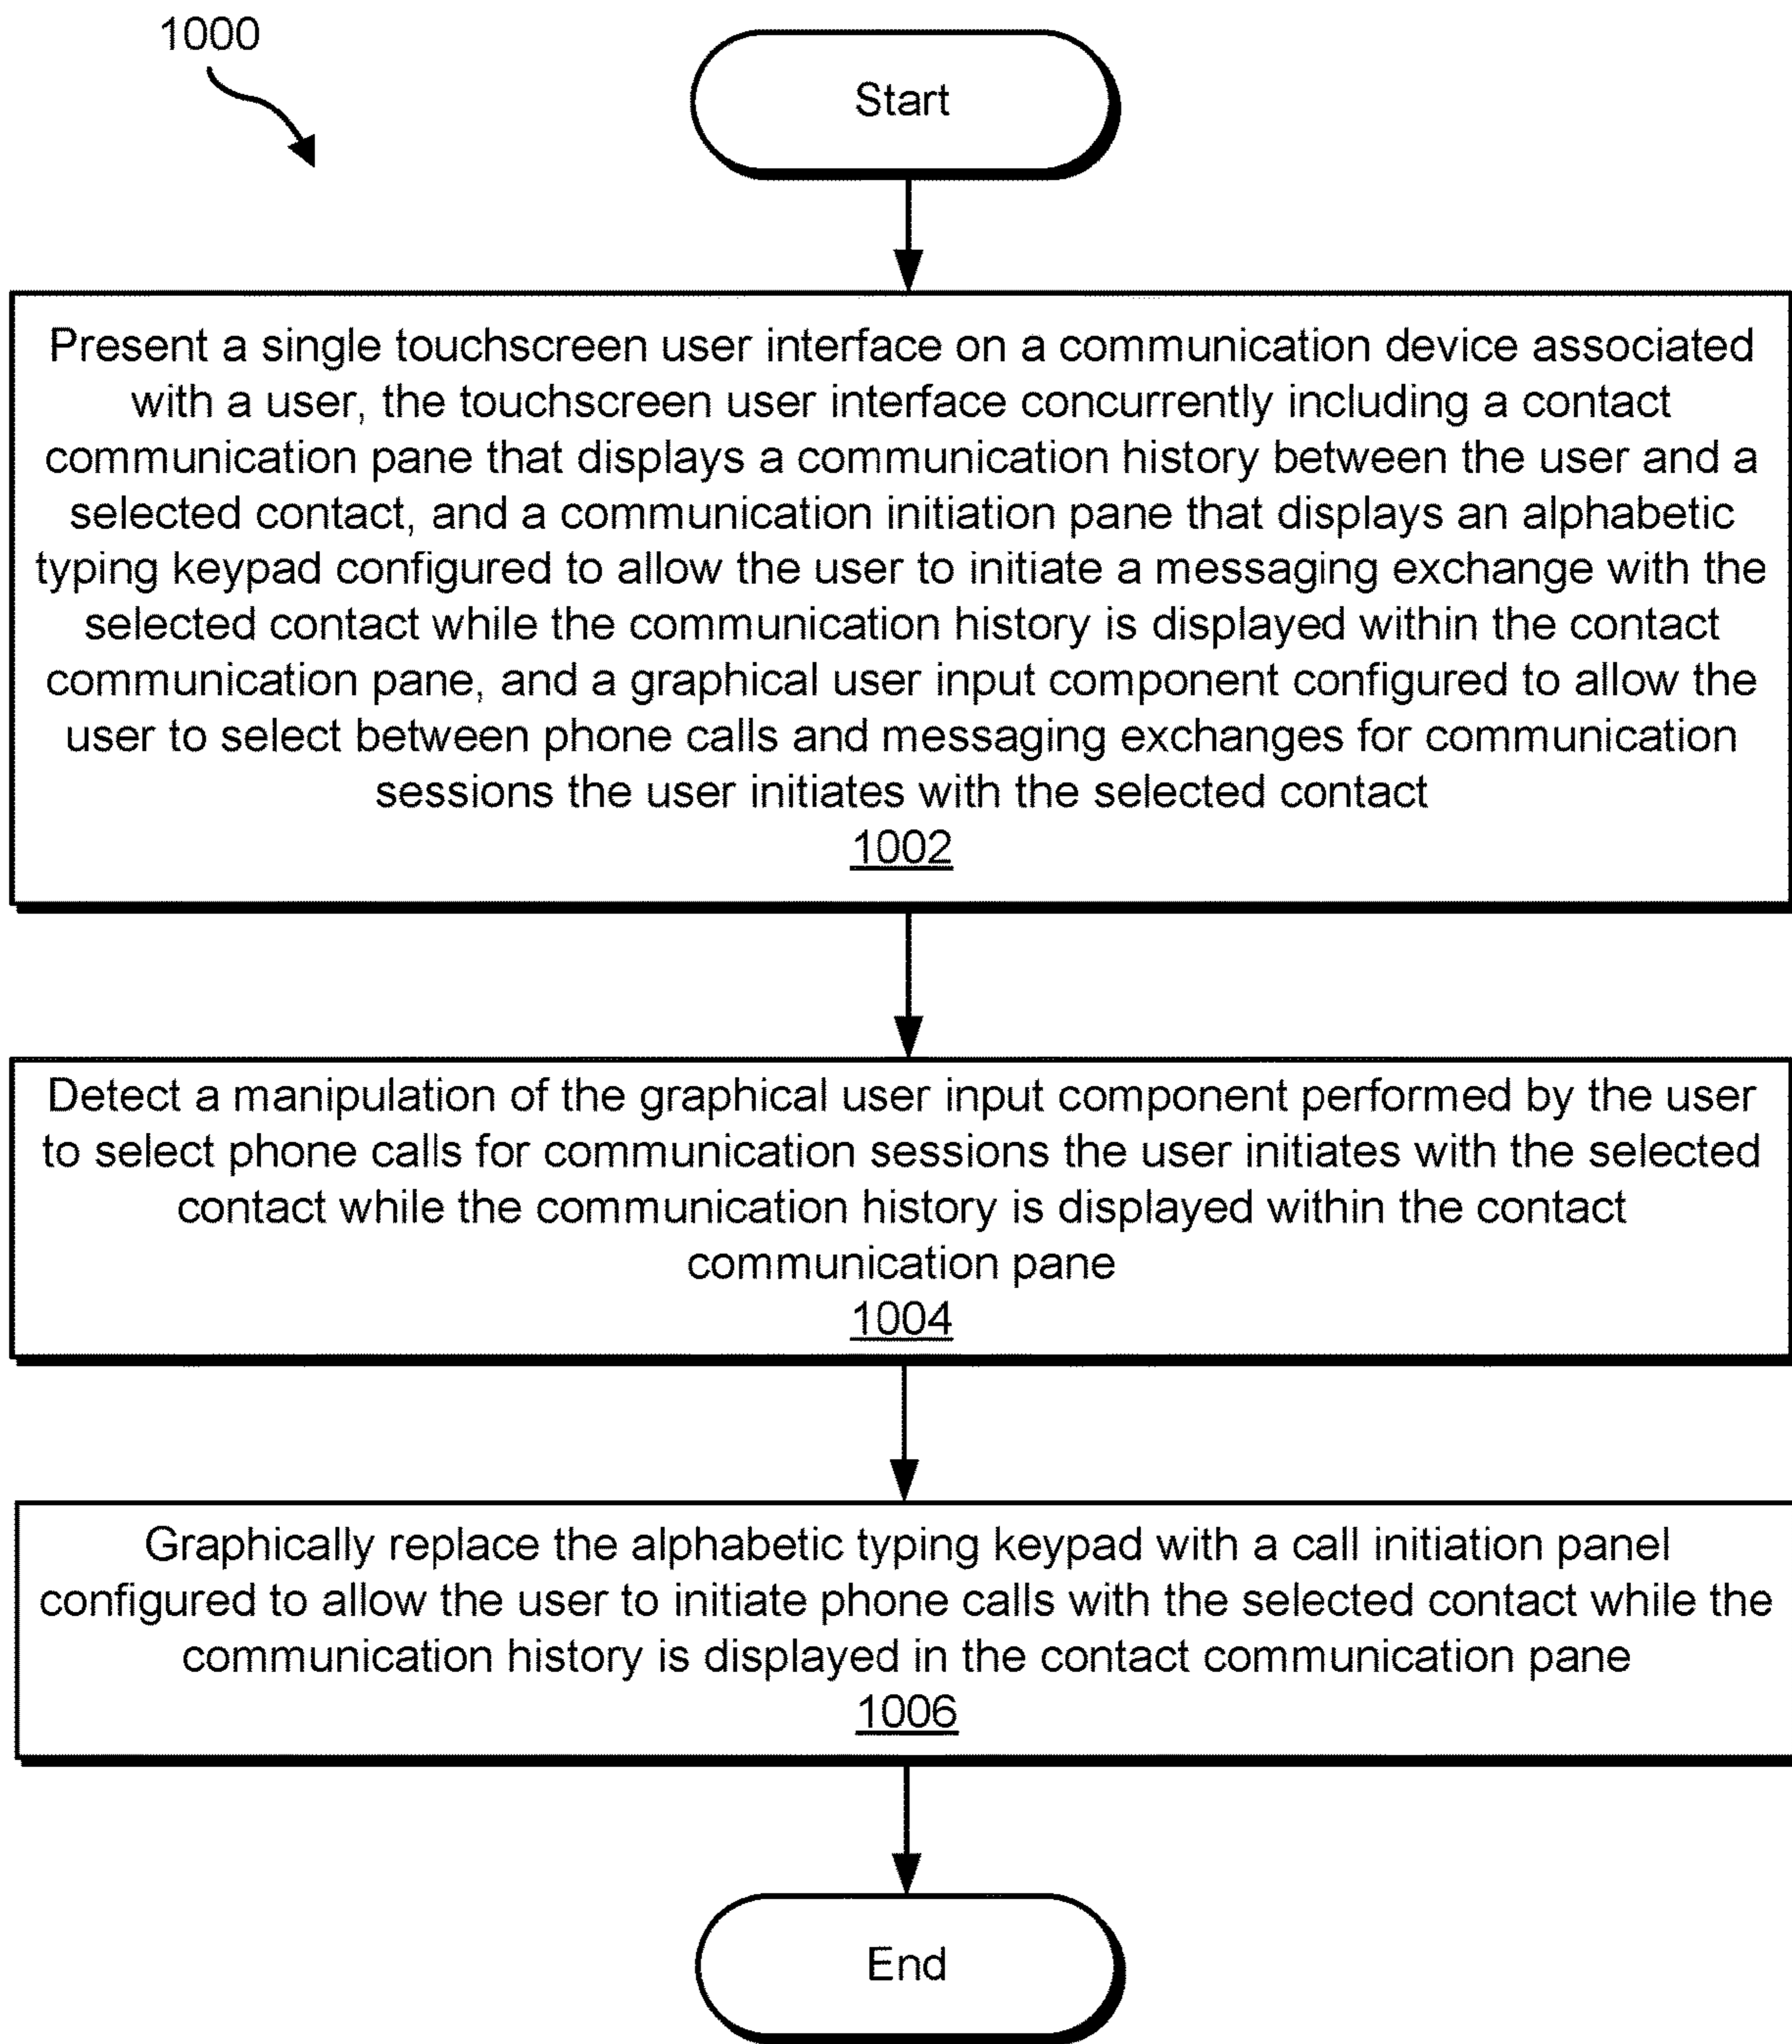 1000
Start
Present a single touchscreen user interface on a communication device associated
with a user, the touchscreen user interface concurrently including a contact
communication pane that displays a communication history between the user and a
selected contact, and a communication initiation pane that displays an alphabetic
typing keypad configured to allow the user to initiate a messaging exchange with the
selected contact while the communication history is displayed within the contact
communication pane, and a graphical user input component configured to allow the
user to select between phone calls and messaging exchanges for communication
sessions the user initiates with the selected contact
1002
Detect a manipulation of the graphical user input component performed by the user
to select phone calls for communication sessions the user initiates with the selected
contact while the communication history is displayed within the contact
communication pane
1004
Graphically replace the alphabetic typing keypad with a call initiation panel
configured to allow the user to initiate phone calls with the selected contact while the
communication history is displayed in the contact communication pane
1006
End